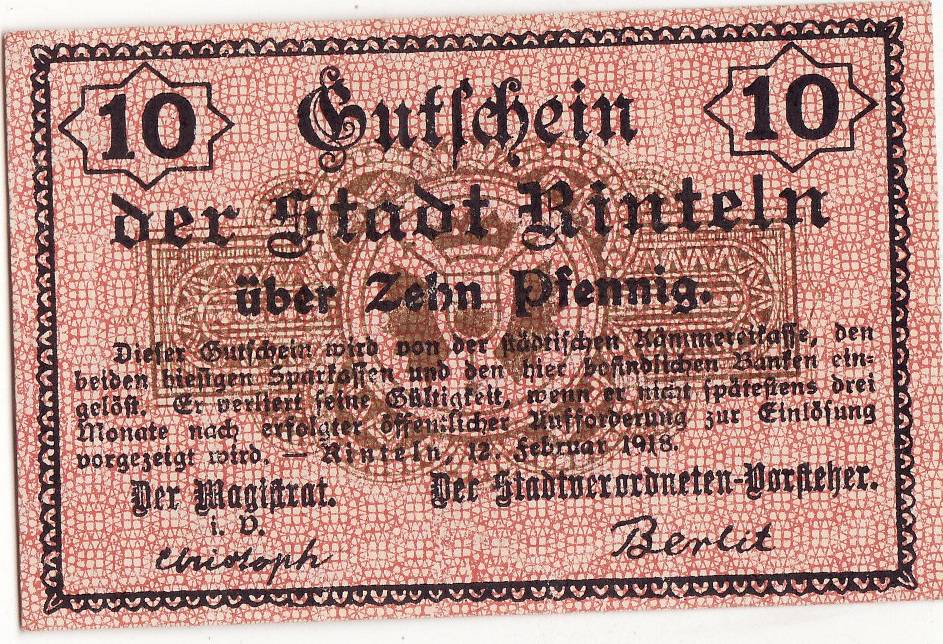 10 Gutschein 10
der Stadt Rinteln
über Zehn Pfennig.
Dieser Gutschein wird von der städtischen Kämmereikasse, den
beiden hiesigen Sparkassen und den hier befindlichen Banken ein=
gelöst. Er verliert seine Gültigkeit, wenn er nicht spätestens drei
Monate nach erfolgter öffentlicher Aufforderung zur Einlösung
vorgezeigt wird. — Rinteln, 12. Februar 1918.
Der Magistrat. Der Stadtverordneten-Vorsteher.
i. V.
Christoph Berlit